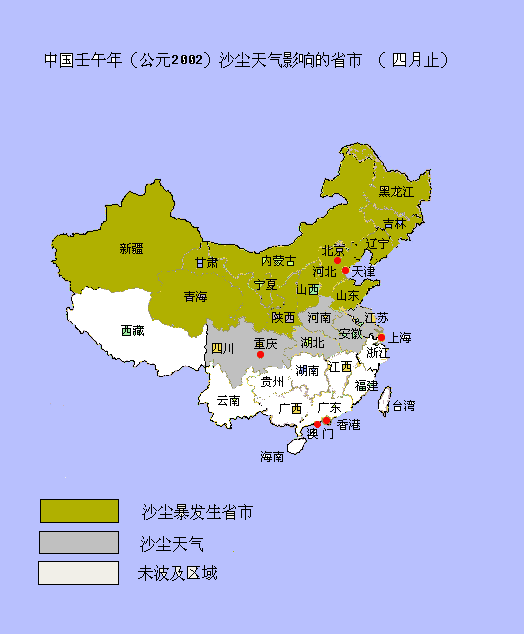 中国壬午年（公元2002）沙尘天气影响的省市 （ 四月止）
黑龙江
吉林
辽宁
新疆
北京
甘肃
内蒙古
河北
天津
宁夏
山西
山东
青海
陕西
河南
江苏
西藏
安徽
上海
四川
重庆
湖北
浙江
湖南
江西
贵州
福建
云南
广西
广东
台湾
香港
澳 门
海南
沙尘暴发生省市
沙尘天气
未波及区域